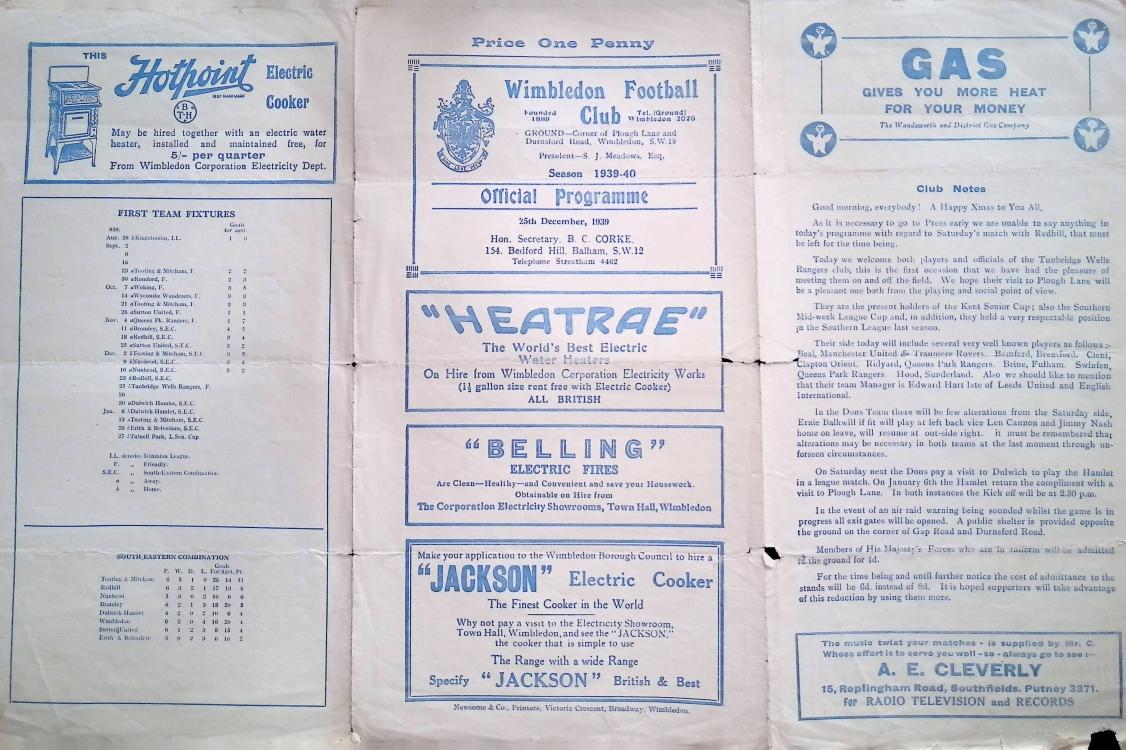 THIS
Hotpoint Electric
REG'D TRADE MARK
Cooker
B
T·H
May be hired together with an electric water
heater, installed and maintained free, for
5/- per quarter
From Wimbledon Corporation Electricity Dept.
FIRST TEAM FIXTURES
Goals
939. for agst.
Aug. 26 hKingstonian, I.L. 1 3
Sept. 2
9
16
23 aTooting & Mitcham, F. 2 2
30 aRomford, F. 2 3
Oct. 7 aWoking, F. 3 5
14 aWycombe Wanderers, F. 3 3
21 aTooting & Mitcham, F. 3 3
28 aSutton United, F. 1 1
Nov. 4 aQueens Pk. Rangers, F. 1 7
11 aBromley, S.E.C. 4 5
18 aRedhill, S.E.C. 3 4
25 aSutton United, S.E.C. 3 2
Dec. 2 hTooting & Mitcham, S.E.C. 3 5
9 hNunhead, S.E.C. 3 4
16 aNunhead, S.E.C. 3 2
23 hRedhill, S.E.C.
25 hTunbridge Wells Rangers, F.
26
30 aDulwich Hamlet, S.E.C.
Jan. 6 hDulwich Hamlet, S.E.C.
13 aTooting & Mitcham, S.E.C.
20 hErith & Belvedere, S.E.C.
27 hTufnell Park, L.Sen. Cup
I.L. denotes Isthmian League.
F. ,, Friendly.
S.E.C. ,, South-Eastern Combination.
a ,, Away.
h ,, Home.
SOUTH EASTERN COMBINATION
Goals
P. W. D. L. For Agst. Pt.
Tooting & Mitcham 6 5 1 0 25 14 11
Redhill 6 3 2 1 17 13 8
Nunhead
Bromley 6 2 1 3 18 20 5
Dulwich Hamlet 4 2 0 2 10 6 4
Wimbledon 6 2 0 4 16 20 4
Sutton United 6 1 2 3 8 15 4
Erith & Belvedere 5 0 2 3 6 10 2
Price One Penny
Wimbledon Football
Founded 1889 Club Tel. (Ground) Wimbledon 2020
GROUND—Corner of Plough Lane and
Durnsford Road, Wimbledon, S.W.19
President—S. J. Meadows, Esq.
Season 1939-40
Official Programme
25th December, 1939
Hon. Secretary, B. C. CORKE,
154, Bedford Hill, Balham, S.W.12
Telephone Streatham 4462
"HEATRAE"
The World's Best Electric
Water Heaters
On Hire from Wimbledon Corporation Electricity Works
(1½ gallon size rent free with Electric Cooker)
ALL BRITISH
"BELLING"
ELECTRIC FIRES
Are Clean—Healthy—and Convenient and save your Housework.
Obtainable on Hire from
The Corporation Electricity Showrooms, Town Hall, Wimbledon
Make your application to the Wimbledon Borough Council to hire a
"JACKSON" Electric Cooker
The Finest Cooker in the World
Why not pay a visit to the Electricity Showroom,
Town Hall, Wimbledon, and see the "JACKSON,"
the cooker that is simple to use
The Range with a wide Range
Specify "JACKSON" British & Best
Newsome & Co., Printers, Victoria Crescent, Broadway, Wimbledon.
GAS
GIVES YOU MORE HEAT
FOR YOUR MONEY
The Wandsworth and District Gas Company
Club Notes
Good morning, everybody! A Happy Xmas to You All.
As it is necessary to go to Press early we are unable to say anything in
today's programme with regard to Saturday's match with Redhill, that must
be left for the time being.
Today we welcome both players and officials of the Tunbridge Wells
Rangers club, this is the first occasion that we have had the pleasure of
meeting them on and off the field. We hope their visit to Plough Lane will
be a pleasant one both from the playing and social point of view.
They are the present holders of the Kent Senior Cup; also the Southern
Mid-week League Cup and, in addition, they held a very respectable position
in the Southern League last season.
Their side today will include several very well known players as follows:-
Beal, Manchester United & Tranmere Rovers. Bamford, Brentford. Cient,
Clapton Orient. Ridyard, Queens Park Rangers. Brine, Fulham. Swinfen,
Queens Park Rangers. Hood, Sunderland. Also we should like to mention
that their team Manager is Edward Hart late of Leeds United and English
International.
In the Dons Team there will be few alterations from the Saturday side,
Ernie Balkwill if fit will play at left back vice Len Cannon and Jimmy Nash
home on leave, will resume at out-side right. it must be remembered that
alterations may be necessary in both teams at the last moment through un-
forseen circumstances.
On Saturday next the Dons pay a visit to Dulwich to play the Hamlet
in a league match. On January 6th the Hamlet return the compliment with a
visit to Plough Lane. In both instances the Kick off will be at 2.30 p.m.
In the event of an air raid warning being sounded whilst the game is in
progress all exit gates will be opened. A public shelter is provided opposite
the ground on the corner of Gap Road and Durnsford Road.
Members of His Majesty's Forces who are in uniform will be admitted
to the ground for 4d.
For the time being and until further notice the cost of admittance to the
stands will be 6d. instead of 8d. It is hoped supporters will take advantage
of this reduction by using them more.
The music twixt your matches - is supplied by Mr. C.
Whose effort is to serve you well - so - always go to see :—
A. E. CLEVERLY
15, Replingham Road, Southfields. Putney 3371.
For RADIO TELEVISION and RECORDS